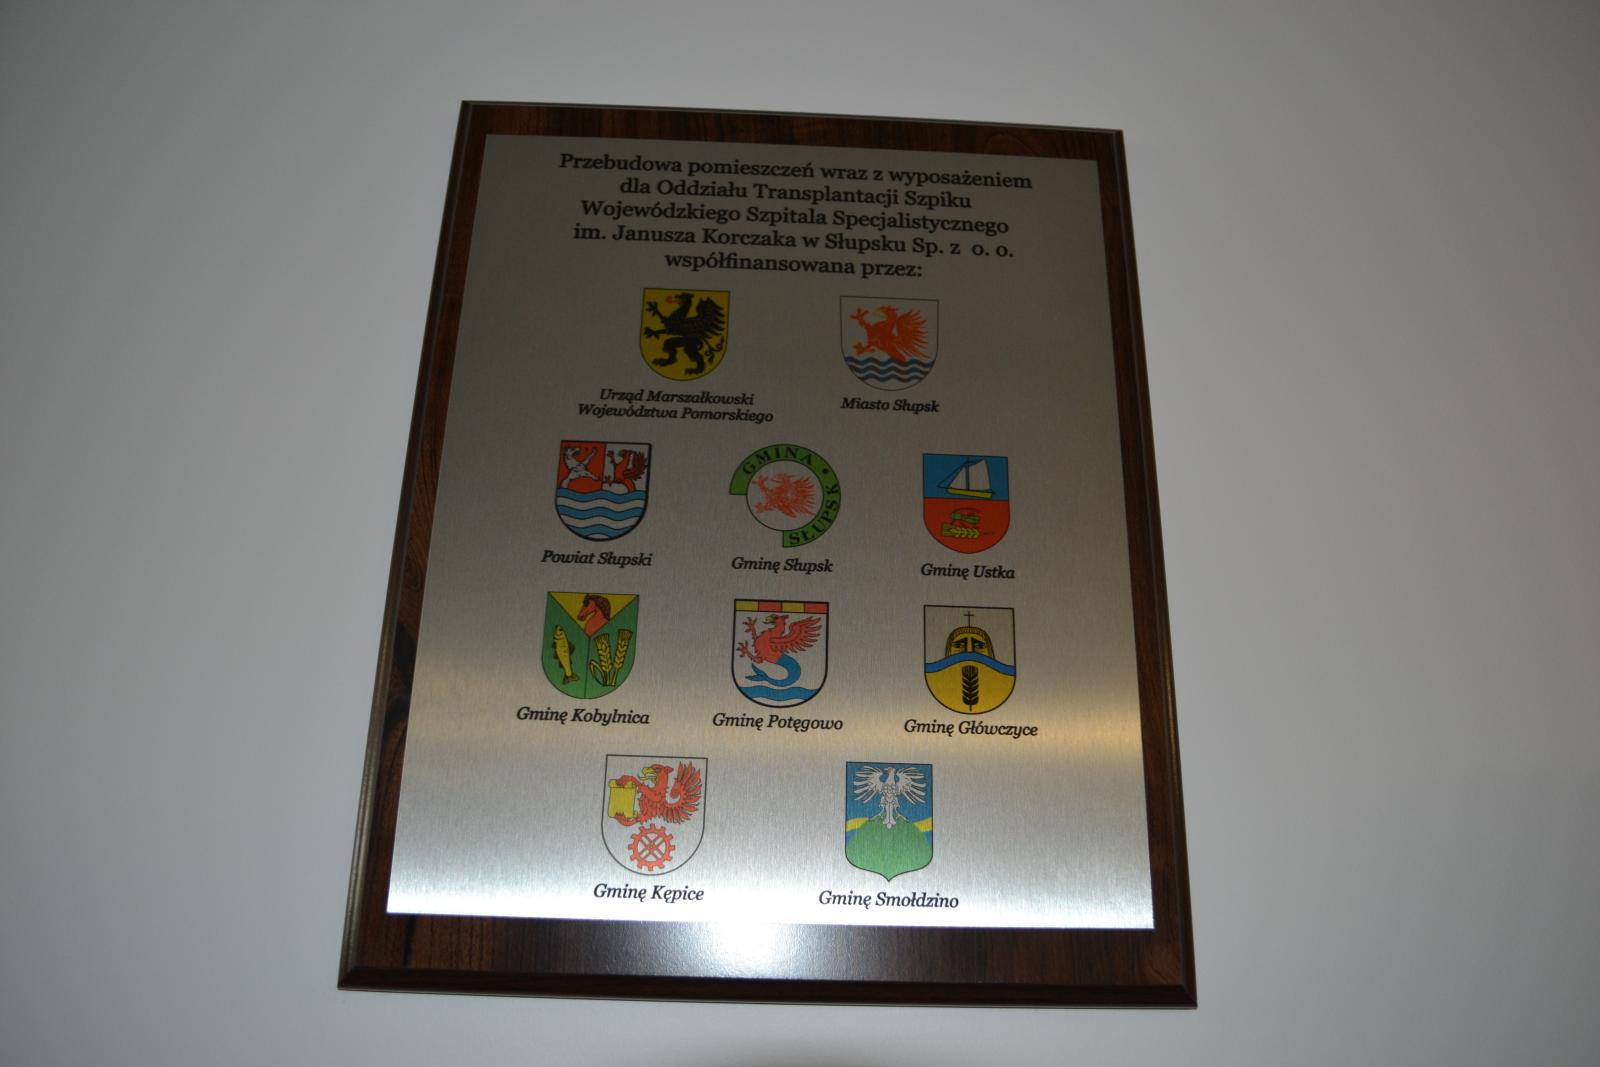 Przebudowa pomieszczeń wraz z wyposażeniem
dla Oddziału Transplantacji Szpiku
Wojewódzkiego Szpitala Specjalistycznego
im. Janusza Korczaka w Słupsku Sp. z o. o.
współfinansowana przez:
Urząd Marszałkowski
Województwa Pomorskiego
Miasto Słupsk
GMINA • SŁUPSK
Powiat Słupski
Gminę Słupsk
Gminę Ustka
Gminę Kobylnica
Gminę Potęgowo
Gminę Główczyce
Gminę Kępice
Gminę Smołdzino